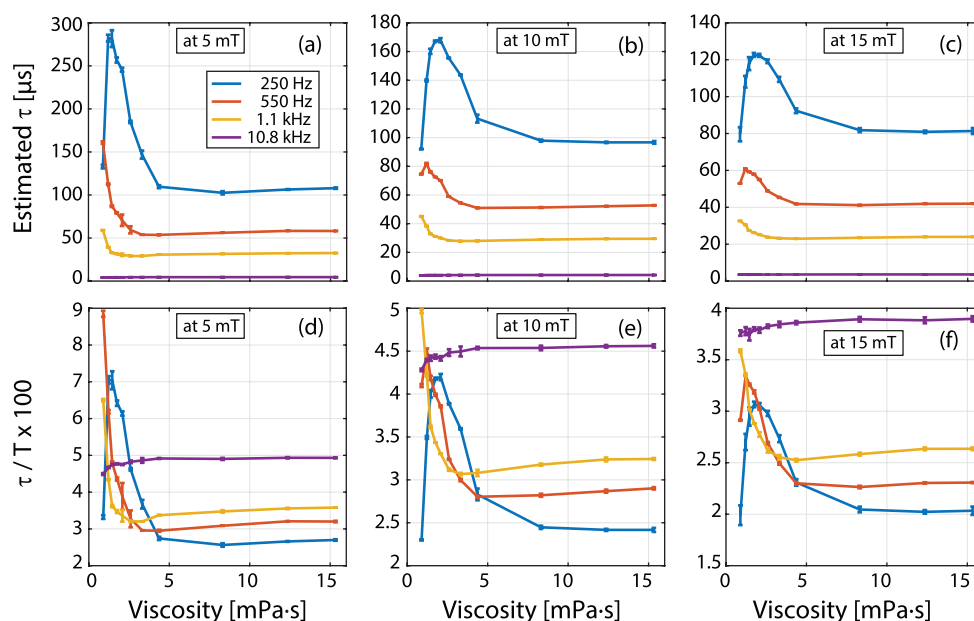 at 5 mT (a)
at 10 mT (b)
at 15 mT (c)
250 Hz
550 Hz
1.1 kHz
10.8 kHz
Estimated τ [µs]
300
250
200
150
100
50
0
180
160
140
120
100
80
60
40
20
0
140
120
100
80
60
40
20
0
at 5 mT (d)
at 10 mT (e)
at 15 mT (f)
τ / T x 100
9
8
7
6
5
4
3
2
5
4.5
4
3.5
3
2.5
2
4
3.5
3
2.5
2
1.5
0 5 10 15
0 5 10 15
0 5 10 15
Viscosity [mPa·s]
Viscosity [mPa·s]
Viscosity [mPa·s]